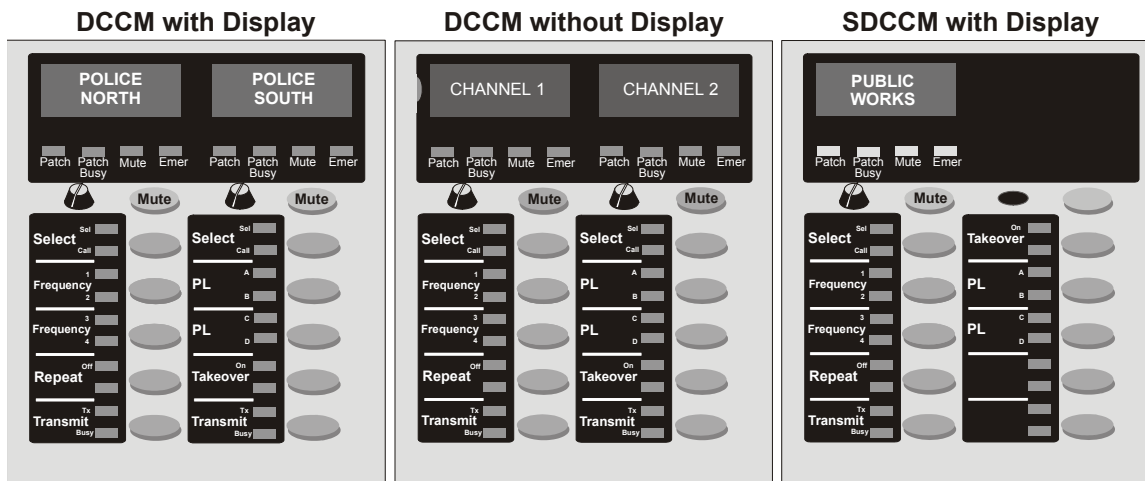 DCCM with Display
DCCM without Display
SDCCM with Display
POLICE
NORTH
POLICE
SOUTH
Patch
Patch
Busy
Mute
Emer
Patch
Patch
Busy
Mute
Emer
Mute
Mute
Select
Sel
Call
Frequency
1
2
Frequency
3
4
Repeat
Off
Transmit
Tx
Busy
Select
Sel
Call
PL
A
B
PL
C
D
Takeover
On
Transmit
Tx
Busy
CHANNEL 1
CHANNEL 2
Patch
Patch
Busy
Mute
Emer
Patch
Patch
Busy
Mute
Emer
Mute
Mute
Select
Sel
Call
Frequency
1
2
Frequency
3
4
Repeat
Off
Transmit
Tx
Busy
Select
Sel
Call
PL
A
B
PL
C
D
Takeover
On
Transmit
Tx
Busy
PUBLIC
WORKS
Patch
Patch
Busy
Mute
Emer
Mute
Select
Sel
Call
Frequency
1
2
Frequency
3
4
Repeat
Off
Transmit
Tx
Busy
Takeover
On
PL
A
B
PL
C
D